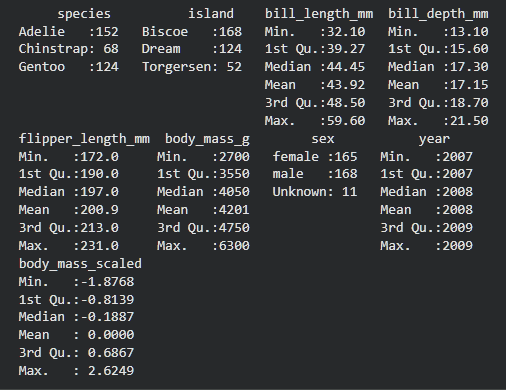 species island bill_length_mm bill_depth_mm
Adelie :152 Biscoe :168 Min. :32.10 Min. :13.10
Chinstrap: 68 Dream :124 1st Qu.:39.27 1st Qu.:15.60
Gentoo :124 Torgersen: 52 Median :44.45 Median :17.30
Mean :43.92 Mean :17.15
3rd Qu.:48.50 3rd Qu.:18.70
Max. :59.60 Max. :21.50
flipper_length_mm body_mass_g sex year
Min. :172.0 Min. :2700 female :165 Min. :2007
1st Qu.:190.0 1st Qu.:3550 male :168 1st Qu.:2007
Median :197.0 Median :4050 Unknown: 11 Median :2008
Mean :200.9 Mean :4201 Mean :2008
3rd Qu.:213.0 3rd Qu.:4750 3rd Qu.:2009
Max. :231.0 Max. :6300 Max. :2009
body_mass_scaled
Min. :-1.8768
1st Qu.:-0.8139
Median :-0.1887
Mean : 0.0000
3rd Qu.: 0.6867
Max. : 2.6249